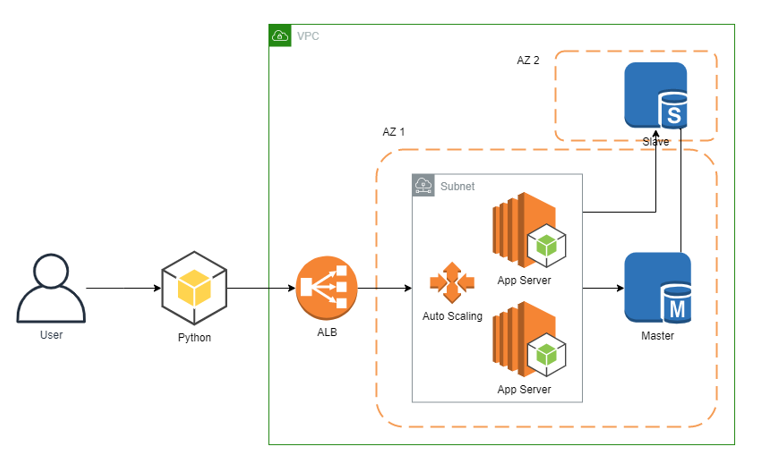 VPC
AZ 2
S
Slave
AZ 1
Subnet
App Server
Auto Scaling
App Server
M
Master
User
Python
ALB